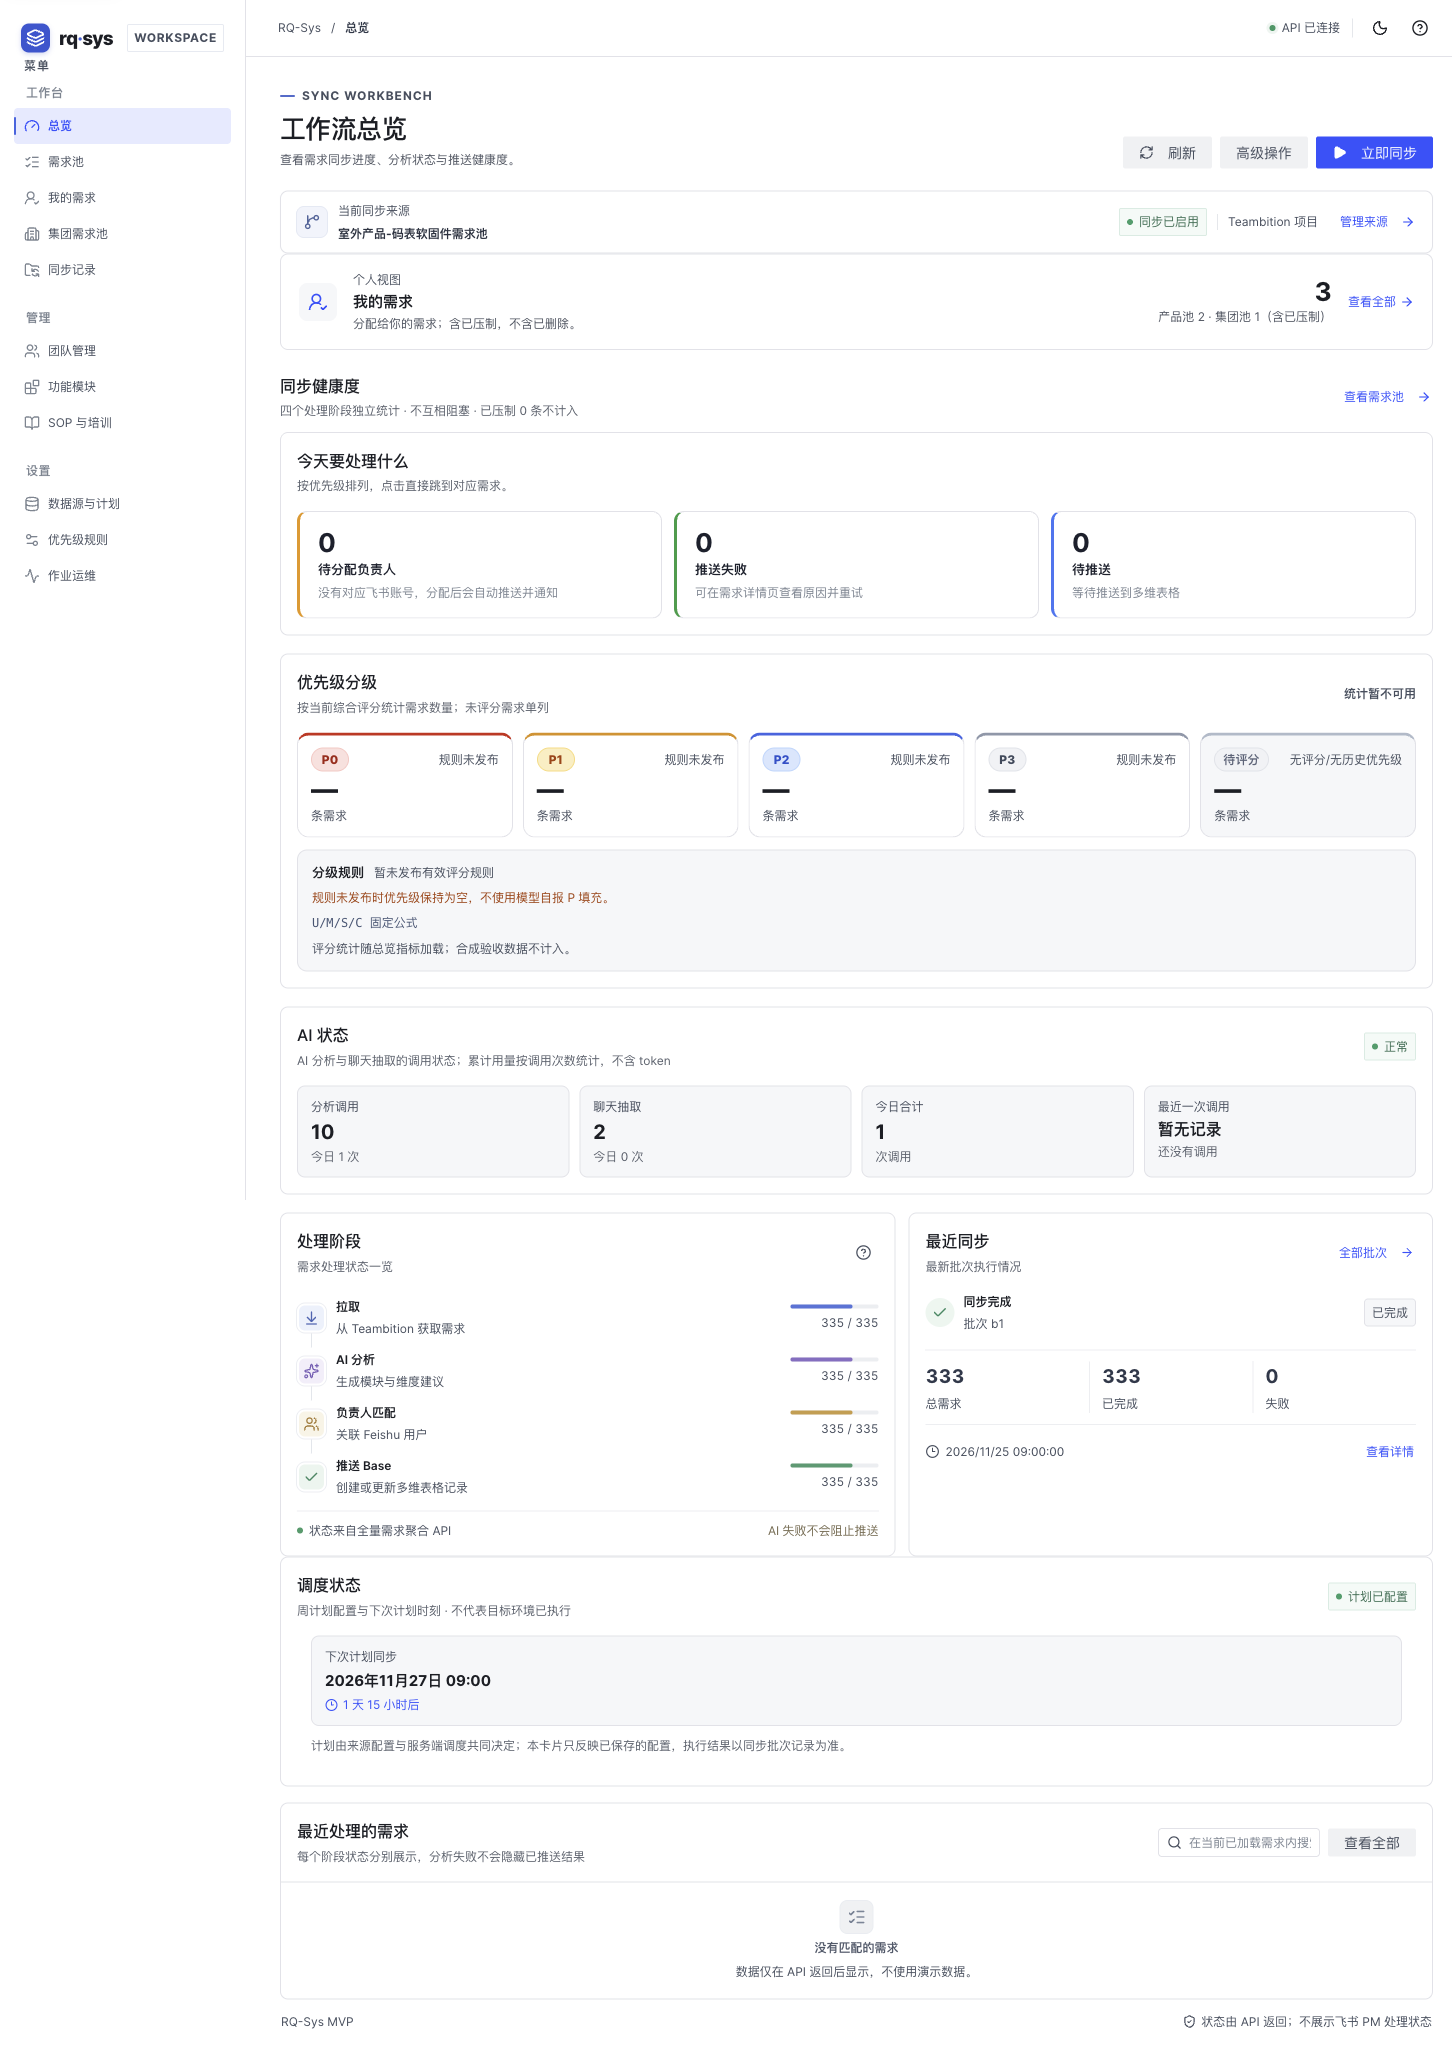 rq·sys WORKSPACE
菜单
工作台
总览
需求池
我的需求
集团需求池
同步记录
管理
团队管理
功能模块
SOP 与培训
设置
数据源与计划
优先级规则
作业运维
RQ-Sys / 总览
API 已连接
SYNC WORKBENCH
工作流总览
查看需求同步进度、分析状态与推送健康度。
刷新
高级操作
立即同步
当前同步来源
室外产品-码表软固件需求池
同步已启用
Teambition 项目
管理来源
个人视图
我的需求
分配给你的需求；含已压制，不含已删除。
3
产品池 2 · 集团池 1（含已压制）
查看全部
同步健康度
四个处理阶段独立统计 · 不互相阻塞 · 已压制 0 条不计入
查看需求池
今天要处理什么
按优先级排列，点击直接跳到对应需求。
0
待分配负责人
没有对应飞书账号，分配后会自动推送并通知
0
推送失败
可在需求详情页查看原因并重试
0
待推送
等待推送到多维表格
优先级分级
按当前综合评分统计需求数量；未评分需求单列
统计暂不可用
P0 规则未发布
—
条需求
P1 规则未发布
—
条需求
P2 规则未发布
—
条需求
P3 规则未发布
—
条需求
待评分 无评分/无历史优先级
—
条需求
分级规则 暂未发布有效评分规则
规则未发布时优先级保持为空，不使用模型自报 P 填充。
U/M/S/C 固定公式
评分统计随总览指标加载；合成验收数据不计入。
AI 状态
AI 分析与聊天抽取的调用状态；累计用量按调用次数统计，不含 token
正常
分析调用
10
今日 1 次
聊天抽取
2
今日 0 次
今日合计
1
次调用
最近一次调用
暂无记录
还没有调用
处理阶段
需求处理状态一览
拉取
从 Teambition 获取需求
335 / 335
AI 分析
生成模块与维度建议
335 / 335
负责人匹配
关联 Feishu 用户
335 / 335
推送 Base
创建或更新多维表格记录
335 / 335
状态来自全量需求聚合 API
AI 失败不会阻止推送
最近同步
最新批次执行情况
全部批次
同步完成
批次 b1
已完成
333
总需求
333
已完成
0
失败
2026/11/25 09:00:00
查看详情
调度状态
周计划配置与下次计划时刻 · 不代表目标环境已执行
计划已配置
下次计划同步
2026年11月27日 09:00
1 天 15 小时后
计划由来源配置与服务端调度共同决定；本卡片只反映已保存的配置，执行结果以同步批次记录为准。
最近处理的需求
每个阶段状态分别展示，分析失败不会隐藏已推送结果
在当前已加载需求内搜
查看全部
没有匹配的需求
数据仅在 API 返回后显示，不使用演示数据。
RQ-Sys MVP
状态由 API 返回；不展示飞书 PM 处理状态